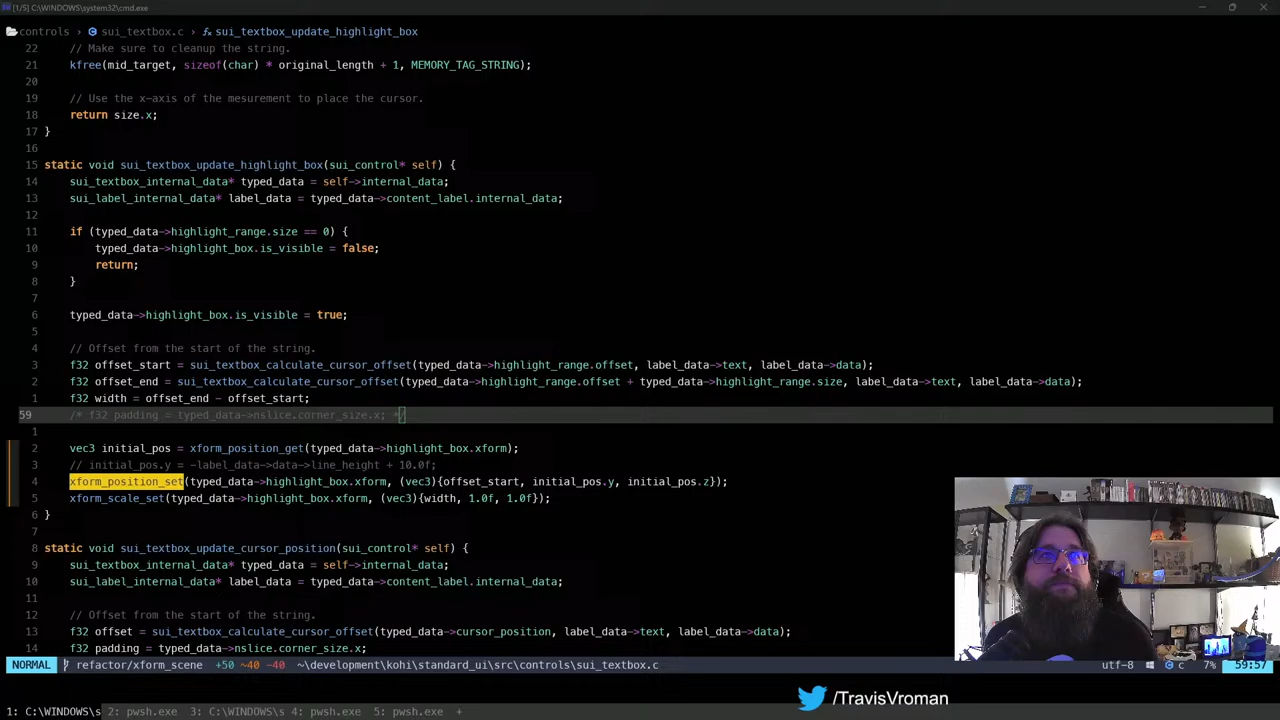 [1/5] C:\WINDOWS\system32\cmd.exe
controls › sui_textbox.c › sui_textbox_update_highlight_box
22 // Make sure to cleanup the string.
21 kfree(mid_target, sizeof(char) * original_length + 1, MEMORY_TAG_STRING);
20
19 // Use the x-axis of the mesurement to place the cursor.
18 return size.x;
17 }
16
15 static void sui_textbox_update_highlight_box(sui_control* self) {
14 sui_textbox_internal_data* typed_data = self->internal_data;
13 sui_label_internal_data* label_data = typed_data->content_label.internal_data;
12
11 if (typed_data->highlight_range.size == 0) {
10 typed_data->highlight_box.is_visible = false;
9 return;
8 }
7
6 typed_data->highlight_box.is_visible = true;
5
4 // Offset from the start of the string.
3 f32 offset_start = sui_textbox_calculate_cursor_offset(typed_data->highlight_range.offset, label_data->text, label_data->data);
2 f32 offset_end = sui_textbox_calculate_cursor_offset(typed_data->highlight_range.offset + typed_data->highlight_range.size, label_data->text, label_data->data);
1 f32 width = offset_end - offset_start;
59 /* f32 padding = typed_data->nslice.corner_size.x; */
1
2 vec3 initial_pos = xform_position_get(typed_data->highlight_box.xform);
3 // initial_pos.y = -label_data->data->line_height + 10.0f;
4 xform_position_set(typed_data->highlight_box.xform, (vec3){offset_start, initial_pos.y, initial_pos.z});
5 xform_scale_set(typed_data->highlight_box.xform, (vec3){width, 1.0f, 1.0f});
6 }
7
8 static void sui_textbox_update_cursor_position(sui_control* self) {
9 sui_textbox_internal_data* typed_data = self->internal_data;
10 sui_label_internal_data* label_data = typed_data->content_label.internal_data;
11
12 // Offset from the start of the string.
13 f32 offset = sui_textbox_calculate_cursor_offset(typed_data->cursor_position, label_data->text, label_data->data);
14 f32 padding = typed_data->nslice.corner_size.x;
NORMAL refactor/xform_scene +50 ~40 -40 ~\development\kohi\standard_ui\src\controls\sui_textbox.c utf-8 c 7% 59:57
/TravisVroman
1: C:\WINDOWS\s 2: pwsh.exe 3: C:\WINDOWS\s 4: pwsh.exe 5: pwsh.exe +